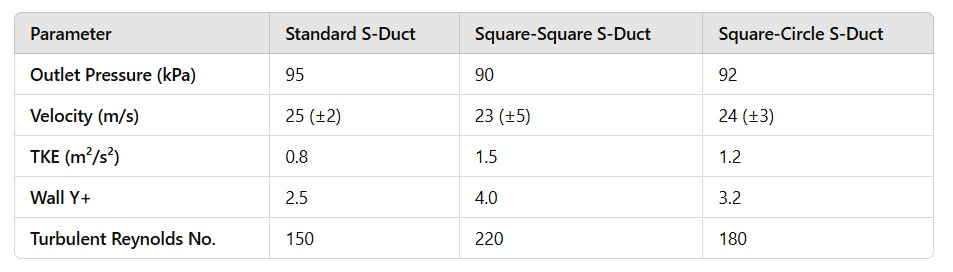 Parameter Standard S-Duct Square-Square S-Duct Square-Circle S-Duct
Outlet Pressure (kPa) 95 90 92
Velocity (m/s) 25 (±2) 23 (±5) 24 (±3)
TKE (m²/s²) 0.8 1.5 1.2
Wall Y+ 2.5 4.0 3.2
Turbulent Reynolds No. 150 220 180